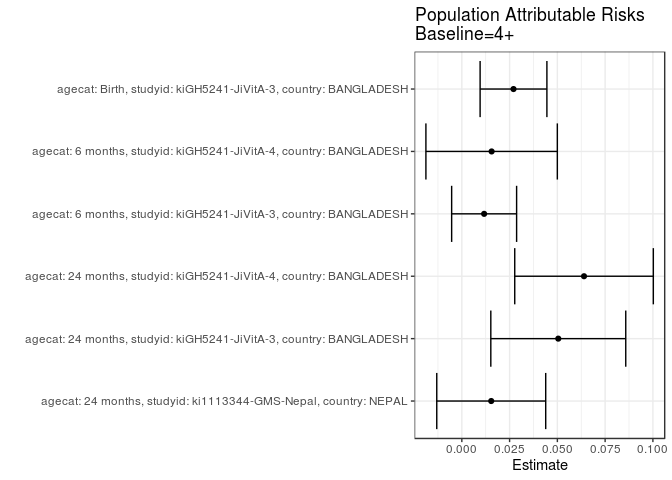 Population Attributable Risks
Baseline=4+
agecat: Birth, studyid: kiGH5241-JiVitA-3, country: BANGLADESH
agecat: 6 months, studyid: kiGH5241-JiVitA-4, country: BANGLADESH
agecat: 6 months, studyid: kiGH5241-JiVitA-3, country: BANGLADESH
agecat: 24 months, studyid: kiGH5241-JiVitA-4, country: BANGLADESH
agecat: 24 months, studyid: kiGH5241-JiVitA-3, country: BANGLADESH
agecat: 24 months, studyid: ki1113344-GMS-Nepal, country: NEPAL
0.000 0.025 0.050 0.075 0.100
Estimate